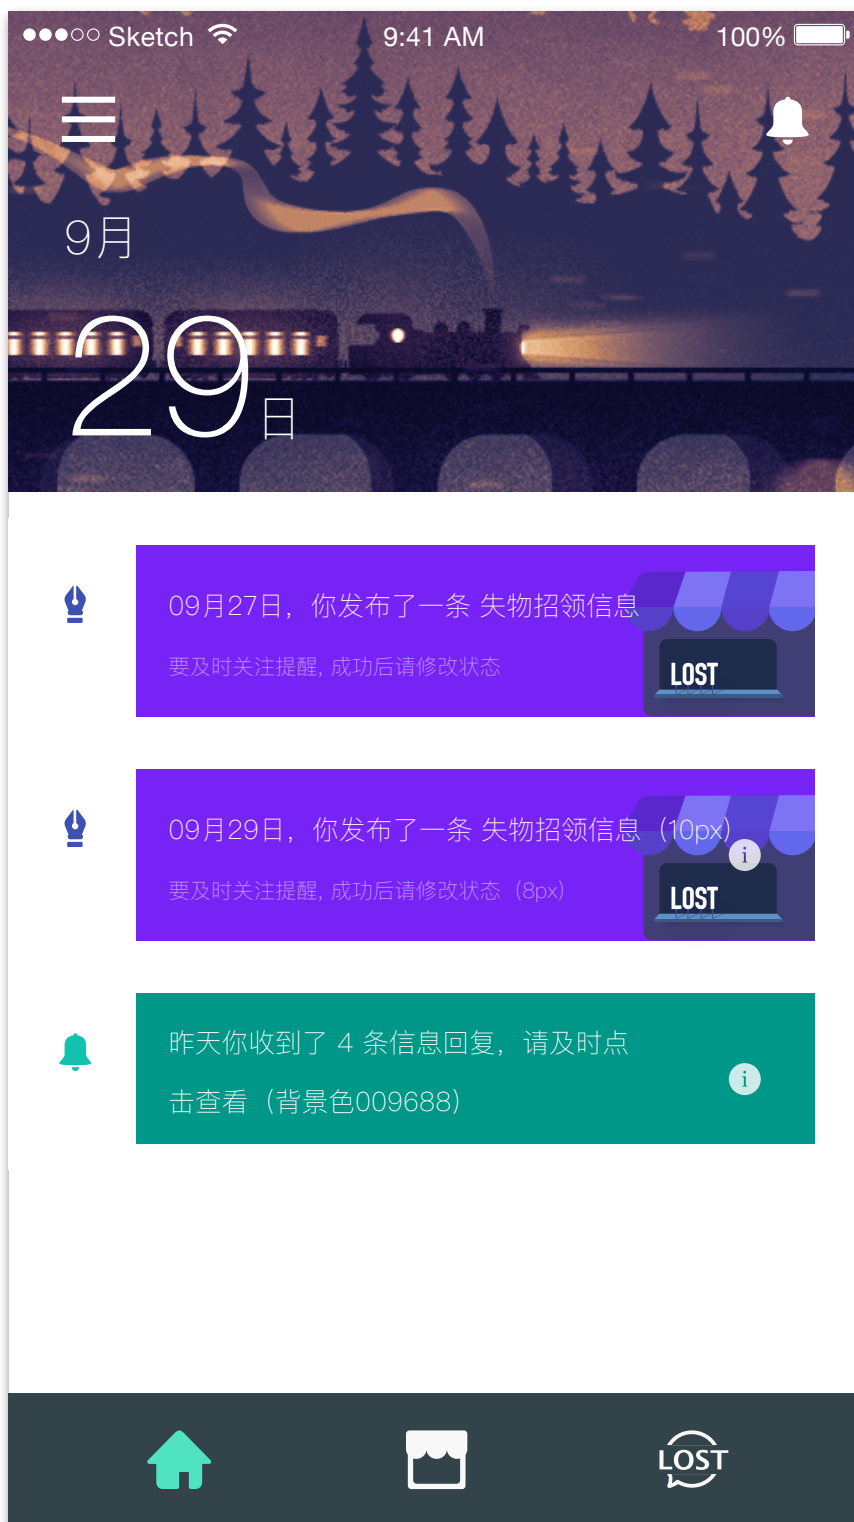 Sketch 9:41 AM 100%
9月
29日
09月27日，你发布了一条 失物招领信息
要及时关注提醒, 成功后请修改状态
LOST
09月29日，你发布了一条 失物招领信息（10px）
i
要及时关注提醒, 成功后请修改状态（8px）
LOST
昨天你收到了 4 条信息回复，请及时点
i
击查看（背景色009688）
LOST